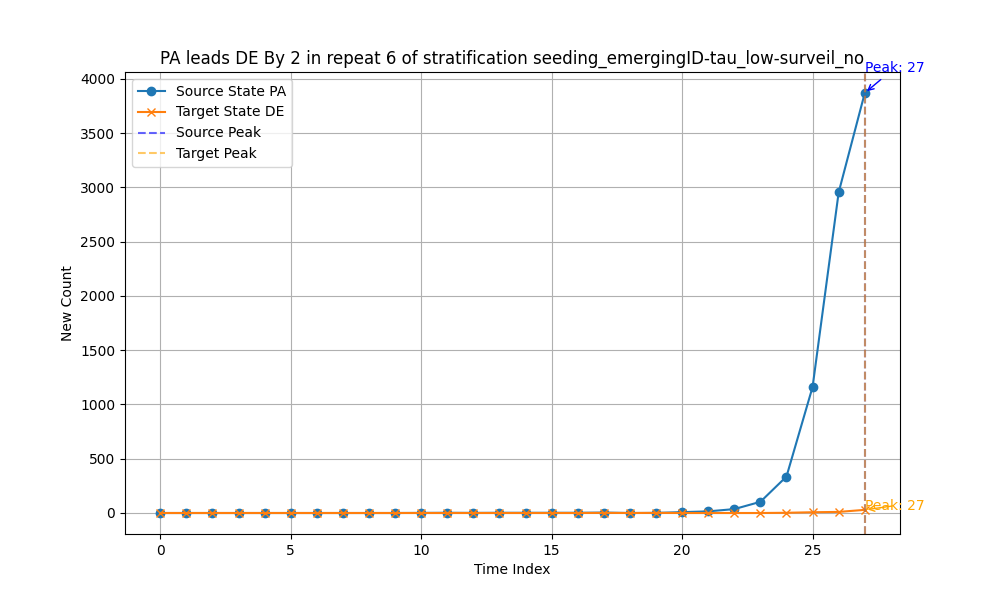 PA leads DE By 2 in repeat 6 of stratification seeding_emergingID-tau_low-surveil_no
Peak: 27
Source State PA
Target State DE
Source Peak
Target Peak
4000
3500
3000
2500
2000
1500
1000
500
0
New Count
Peak: 27
0
5
10
15
20
25
Time Index